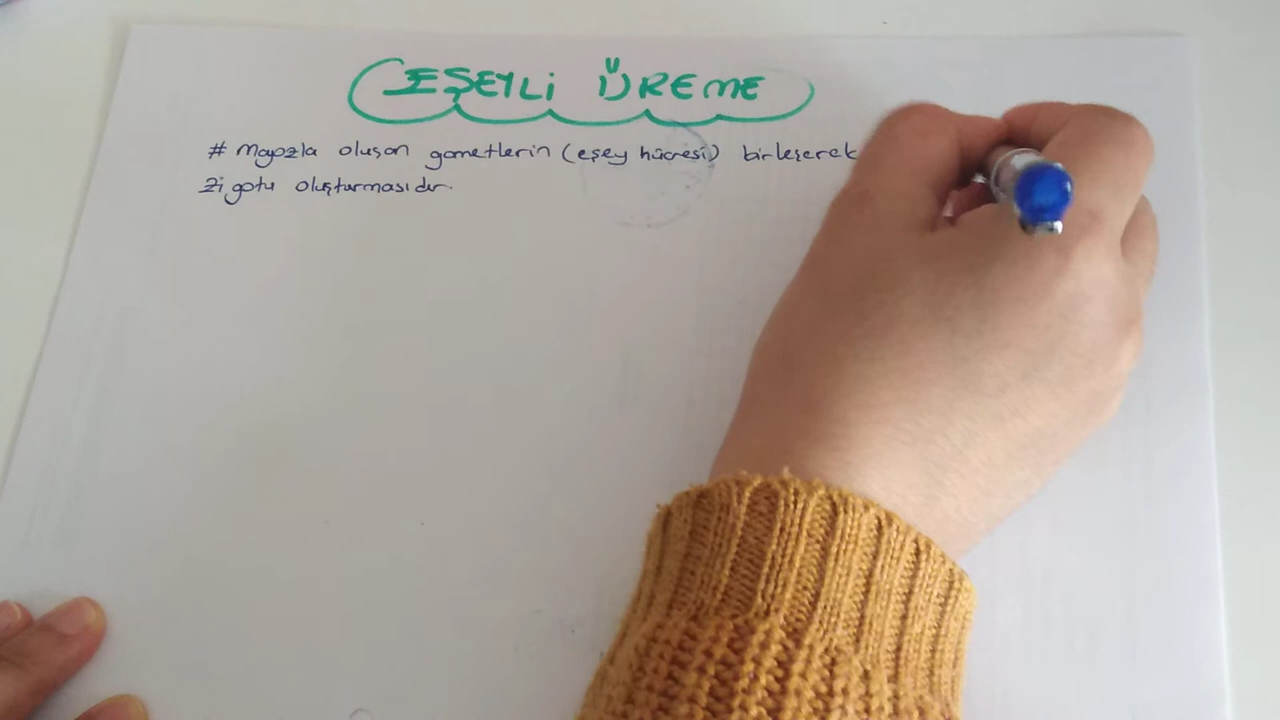 EŞEYLİ ÜREME
# Mayozla oluşan gametlerin (eşey hücresi) birleşerek
zigotu oluşturmasıdır.